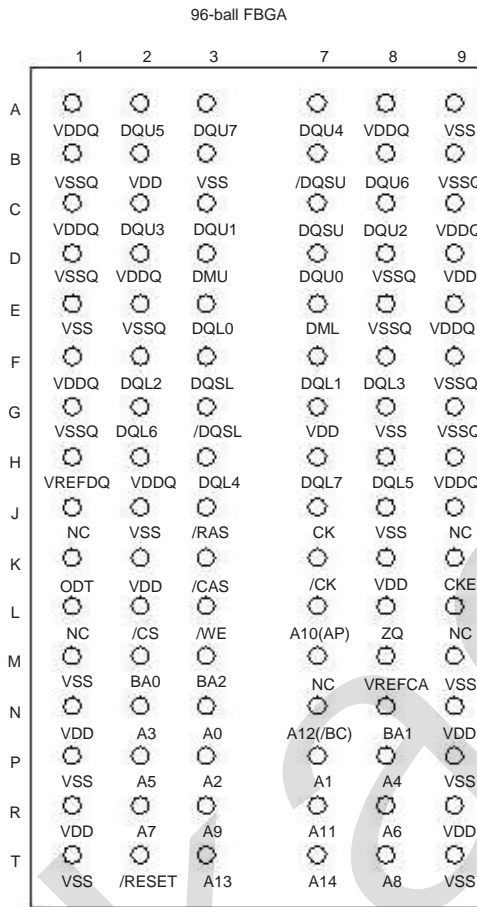 96-ball FBGA
1 2 3 7 8 9
A
VDDQ DQU5 DQU7 DQU4 VDDQ VSS
B
VSSQ VDD VSS /DQSU DQU6 VSSQ
C
VDDQ DQU3 DQU1 DQSU DQU2 VDDQ
D
VSSQ VDDQ DMU DQU0 VSSQ VDD
E
VSS VSSQ DQL0 DML VSSQ VDDQ
F
VDDQ DQL2 DQSL DQL1 DQL3 VSSQ
G
VSSQ DQL6 /DQSL VDD VSS VSSQ
H
VREFDQ VDDQ DQL4 DQL7 DQL5 VDDQ
J
NC VSS /RAS CK VSS NC
K
ODT VDD /CAS /CK VDD CKE
L
NC /CS /WE A10(AP) ZQ NC
M
VSS BA0 BA2 NC VREFCA VSS
N
VDD A3 A0 A12(/BC) BA1 VDD
P
VSS A5 A2 A1 A4 VSS
R
VDD A7 A9 A11 A6 VDD
T
VSS /RESET A13 A14 A8 VSS